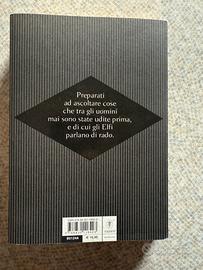 Preparati
ad ascoltare cose
che tra gli uomini
mai sono state udite prima,
e di cui gli Elfi
parlano di rado.